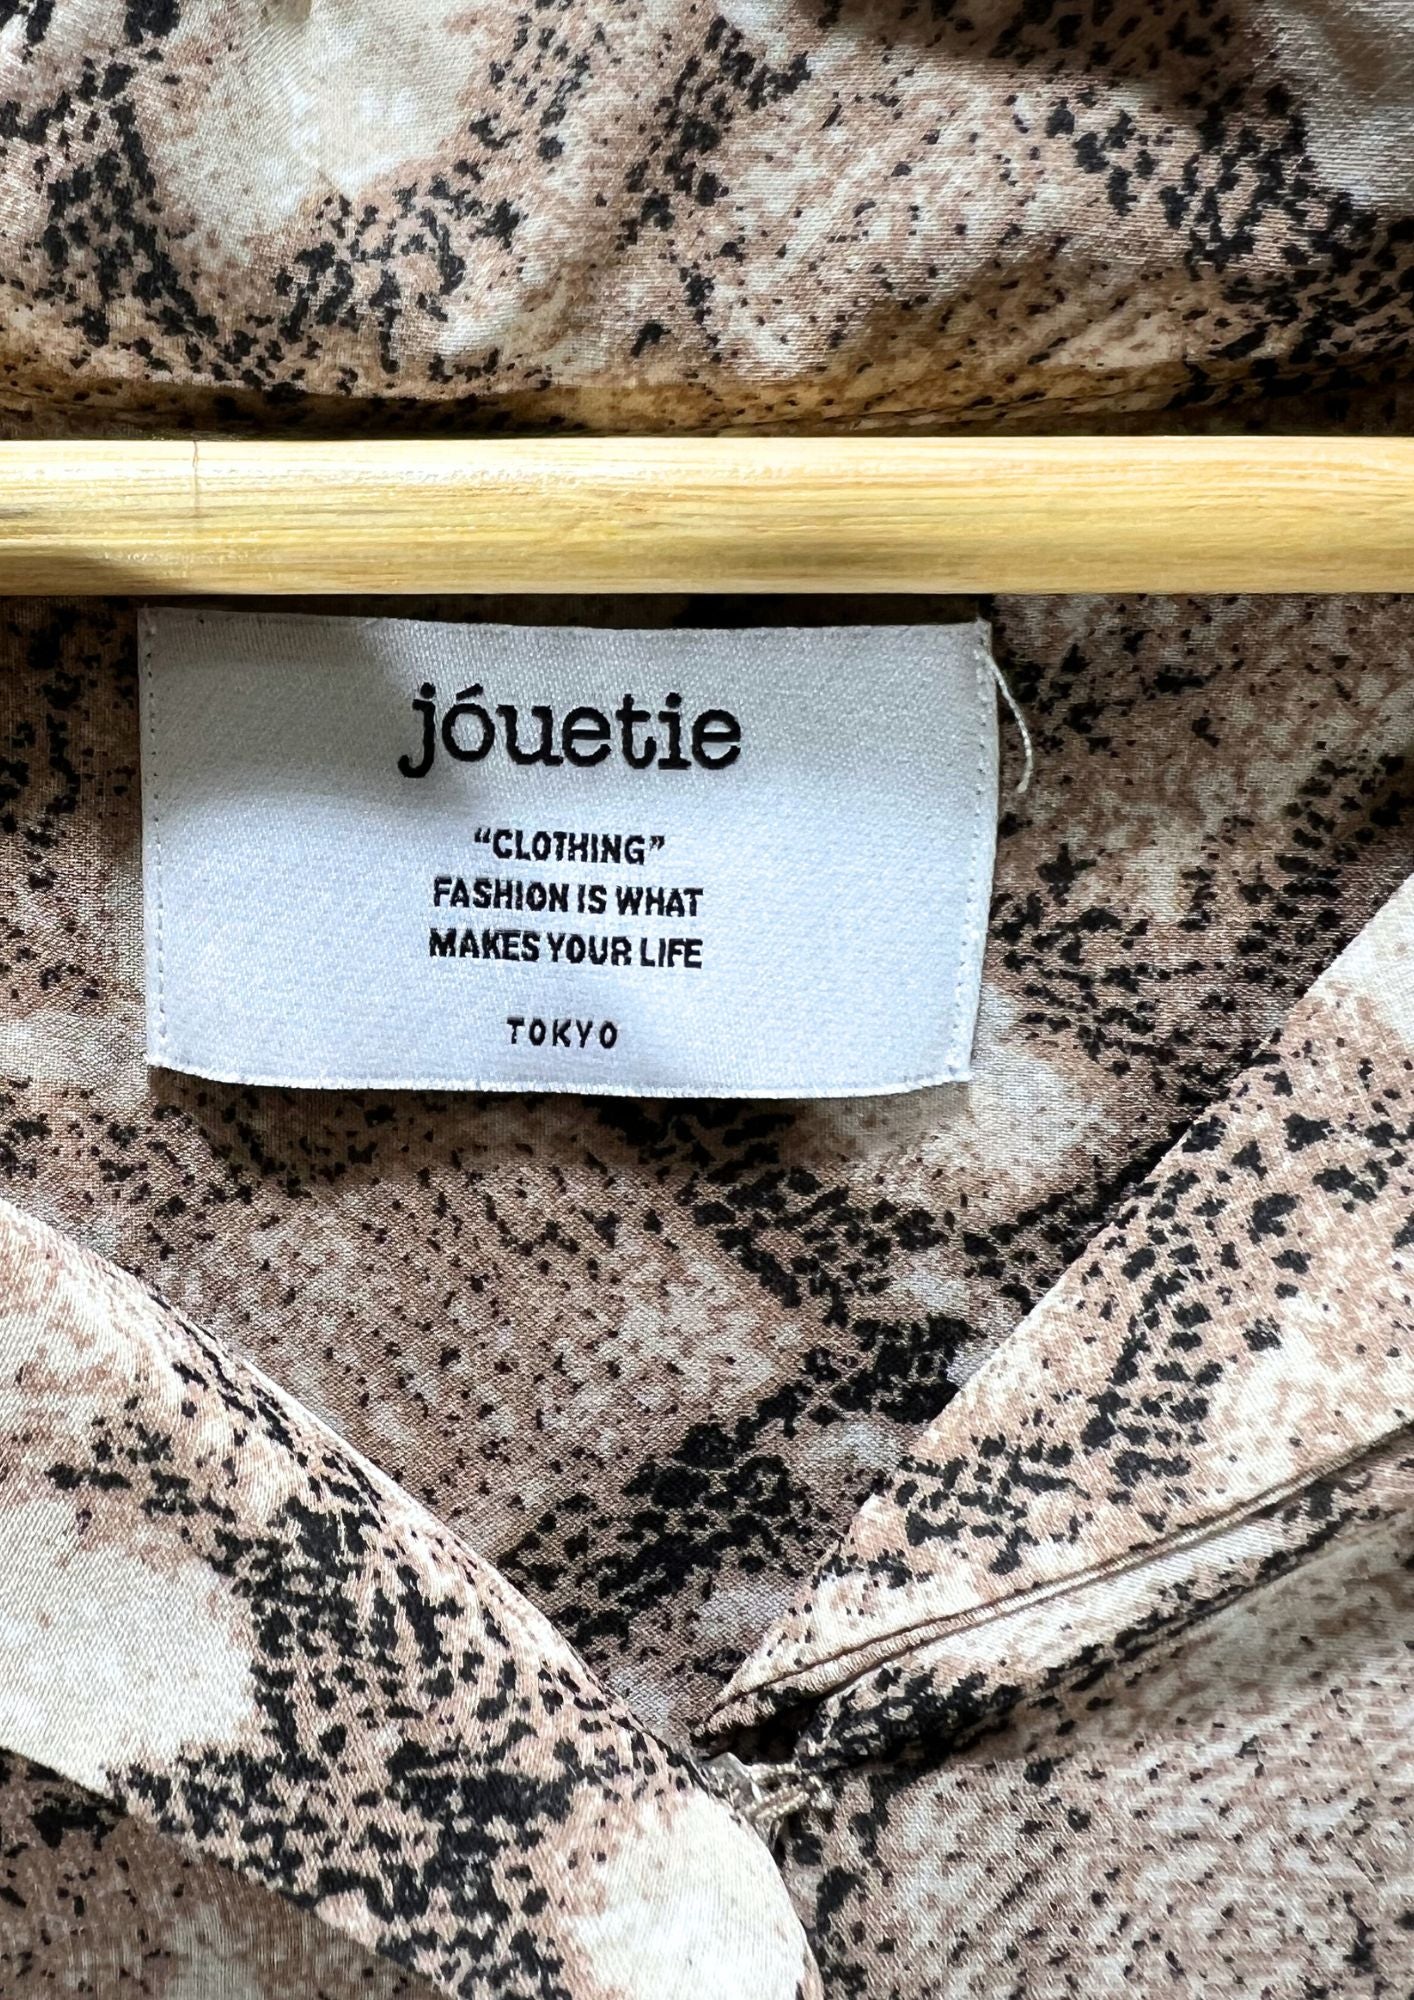 jóuetie
“CLOTHING”
FASHION IS WHAT
MAKES YOUR LIFE
TOKYO